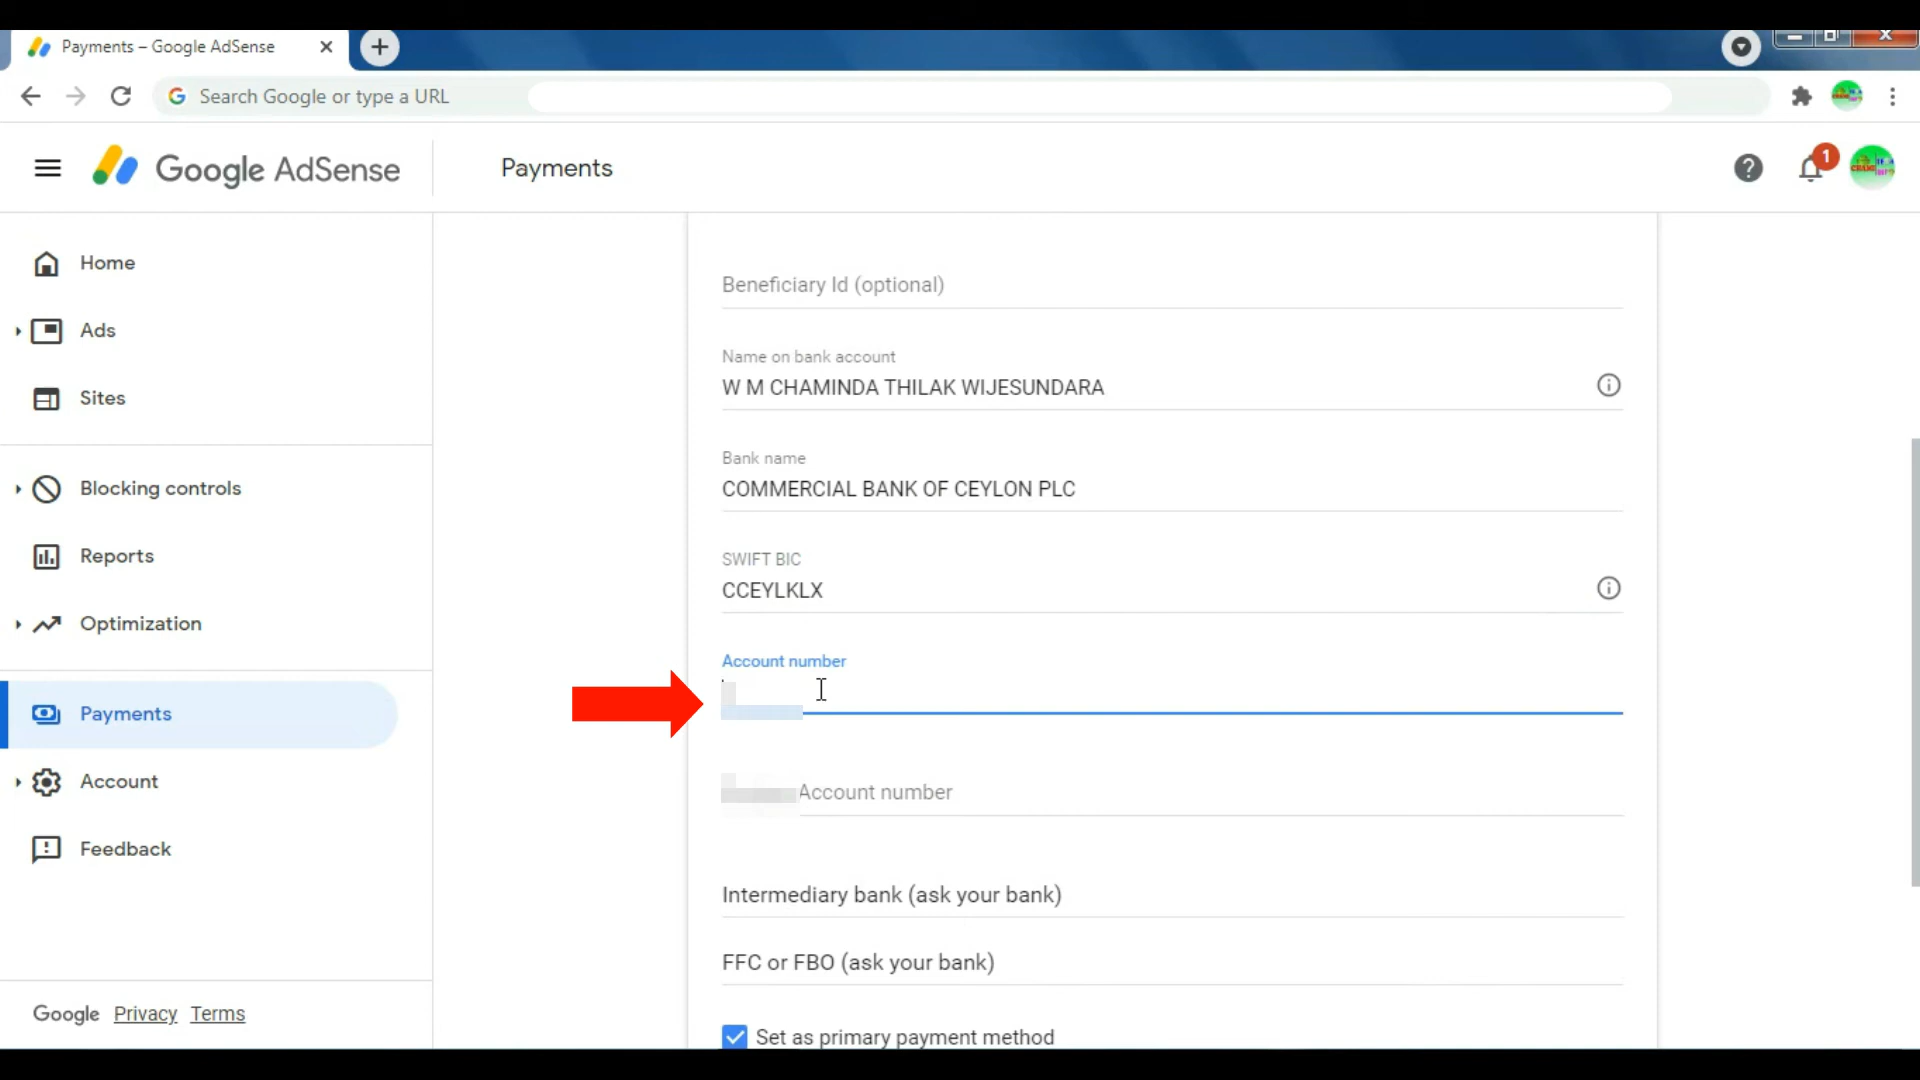 Payments – Google AdSense
Search Google or type a URL
Google AdSense
Payments
1
Home
Ads
Sites
Blocking controls
Reports
Optimization
Payments
Account
Feedback
Google Privacy Terms
Beneficiary Id (optional)
Name on bank account
W M CHAMINDA THILAK WIJESUNDARA
Bank name
COMMERCIAL BANK OF CEYLON PLC
SWIFT BIC
CCEYLKLX
Account number
Account number
Intermediary bank (ask your bank)
FFC or FBO (ask your bank)
Set as primary payment method